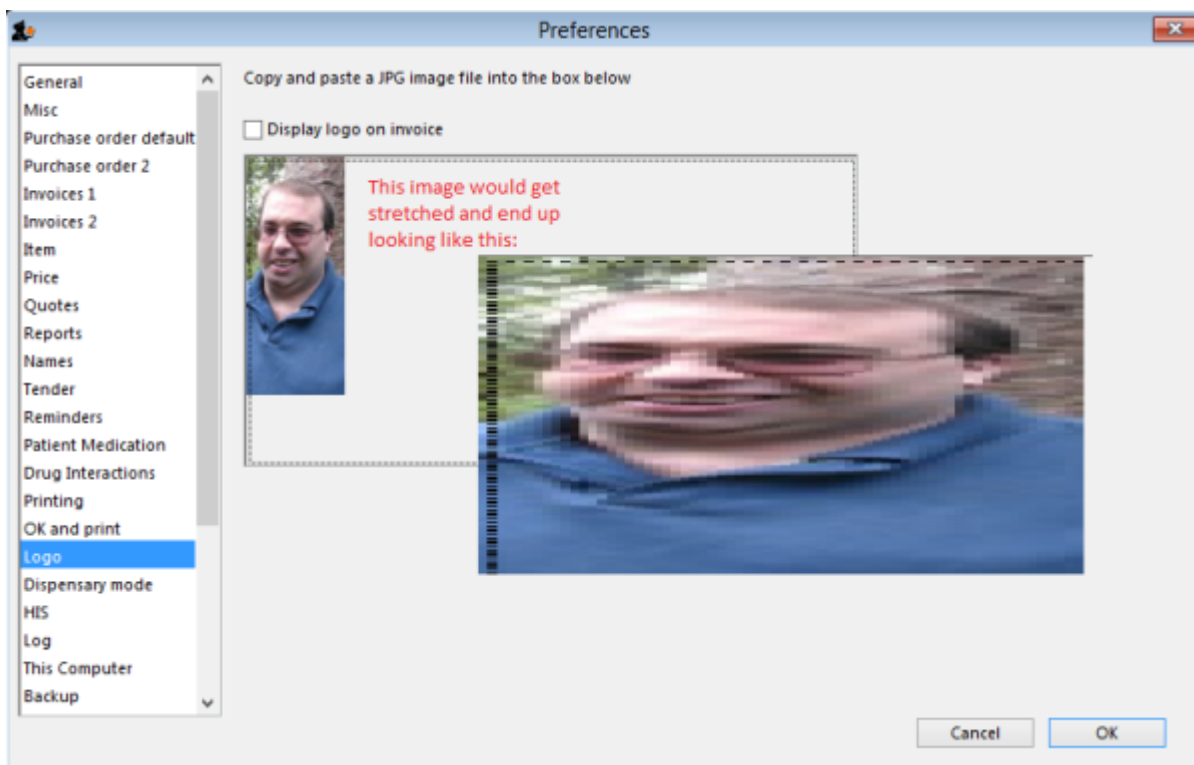 Preferences
General
Misc
Purchase order default
Purchase order 2
Invoices 1
Invoices 2
Item
Price
Quotes
Reports
Names
Tender
Reminders
Patient Medication
Drug Interactions
Printing
OK and print
Logo
Dispensary mode
HIS
Log
This Computer
Backup
Copy and paste a JPG image file into the box below
Display logo on invoice
This image would get
stretched and end up
looking like this:
Cancel
OK